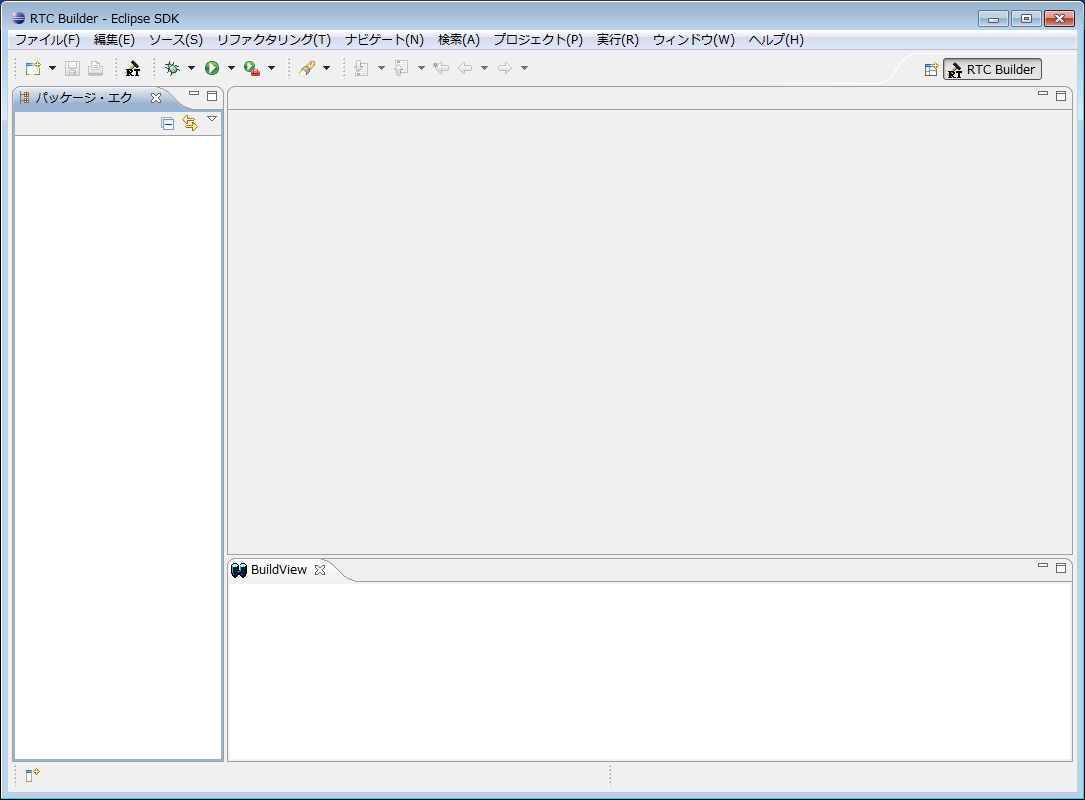 RTC Builder - Eclipse SDK
ファイル(F) 編集(E) ソース(S) リファクタリング(T) ナビゲート(N) 検索(A) プロジェクト(P) 実行(R) ウィンドウ(W) ヘルプ(H)
RT
RT RTC Builder
パッケージ・エク
BuildView